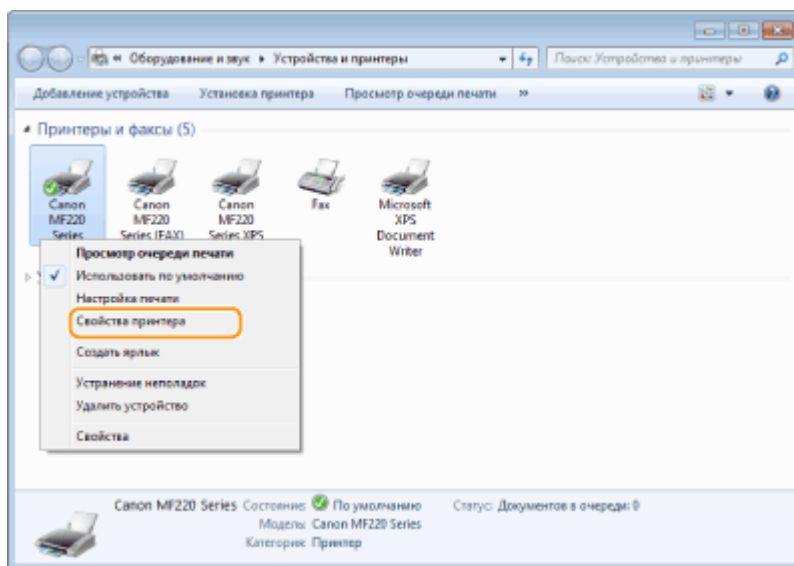 « Оборудование и звук ▸ Устройства и принтеры
Поиск: Устройства и принтеры
Добавление устройства Установка принтера Просмотр очереди печати »
Принтеры и факсы (5)
Canon MF220 Series
Canon MF220 Series (FAX)
Canon MF220 Series XPS
Fax
Microsoft XPS Document Writer
Просмотр очереди печати
Использовать по умолчанию
Настройка печати
Свойства принтера
Создать ярлык
Устранение неполадок
Удалить устройство
Свойства
Canon MF220 Series Состояние: По умолчанию Статус: Документов в очереди: 0
Модель: Canon MF220 Series
Категория: Принтер